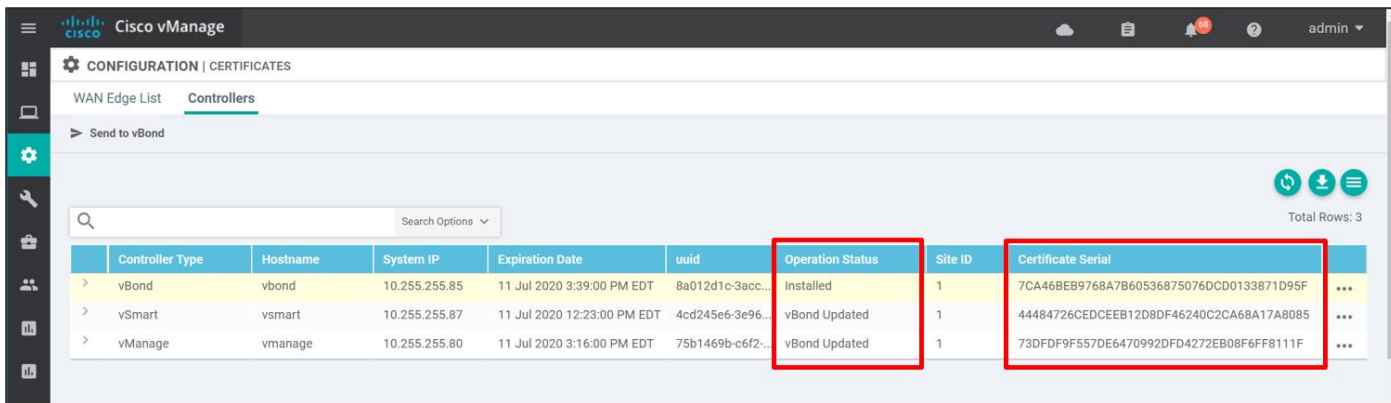 CISCO Cisco vManage 68 admin
CONFIGURATION | CERTIFICATES
WAN Edge List Controllers
Send to vBond
Search Options Total Rows: 3
Controller Type Hostname System IP Expiration Date uuid Operation Status Site ID Certificate Serial
vBond vbond 10.255.255.85 11 Jul 2020 3:39:00 PM EDT 8a012d1c-3acc... Installed 1 7CA46BEB9768A7B60536875076DCD0133871D95F
vSmart vsmart 10.255.255.87 11 Jul 2020 12:23:00 PM EDT 4cd245e6-3e96... vBond Updated 1 44484726CEDCEEB12D8DF46240C2CA68A17A8085
vManage vmanage 10.255.255.80 11 Jul 2020 3:16:00 PM EDT 75b1469b-c6f2-... vBond Updated 1 73DFDF9F557DE6470992DFD4272EB08F6FF8111F